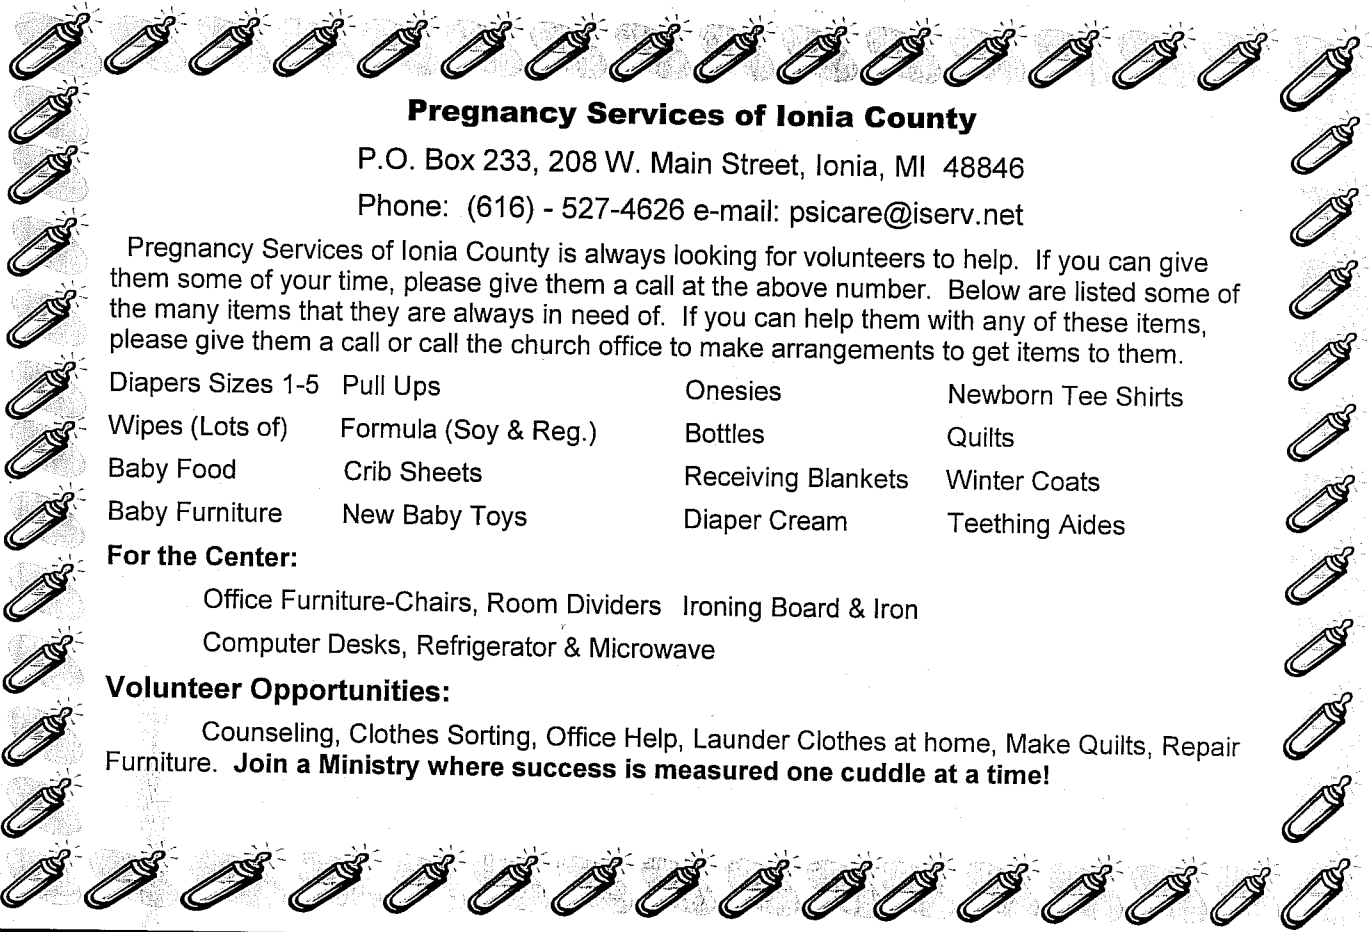 Pregnancy Services of Ionia County
P.O. Box 233, 208 W. Main Street, Ionia, MI 48846
Phone: (616) - 527-4626 e-mail: psicare@iserv.net
Pregnancy Services of Ionia County is always looking for volunteers to help. If you can give
them some of your time, please give them a call at the above number. Below are listed some of
the many items that they are always in need of. If you can help them with any of these items,
please give them a call or call the church office to make arrangements to get items to them.
Diapers Sizes 1-5 Pull Ups Onesies Newborn Tee Shirts
Wipes (Lots of) Formula (Soy & Reg.) Bottles Quilts
Baby Food Crib Sheets Receiving Blankets Winter Coats
Baby Furniture New Baby Toys Diaper Cream Teething Aides
For the Center:
Office Furniture-Chairs, Room Dividers Ironing Board & Iron
Computer Desks, Refrigerator & Microwave
Volunteer Opportunities:
Counseling, Clothes Sorting, Office Help, Launder Clothes at home, Make Quilts, Repair
Furniture. Join a Ministry where success is measured one cuddle at a time!